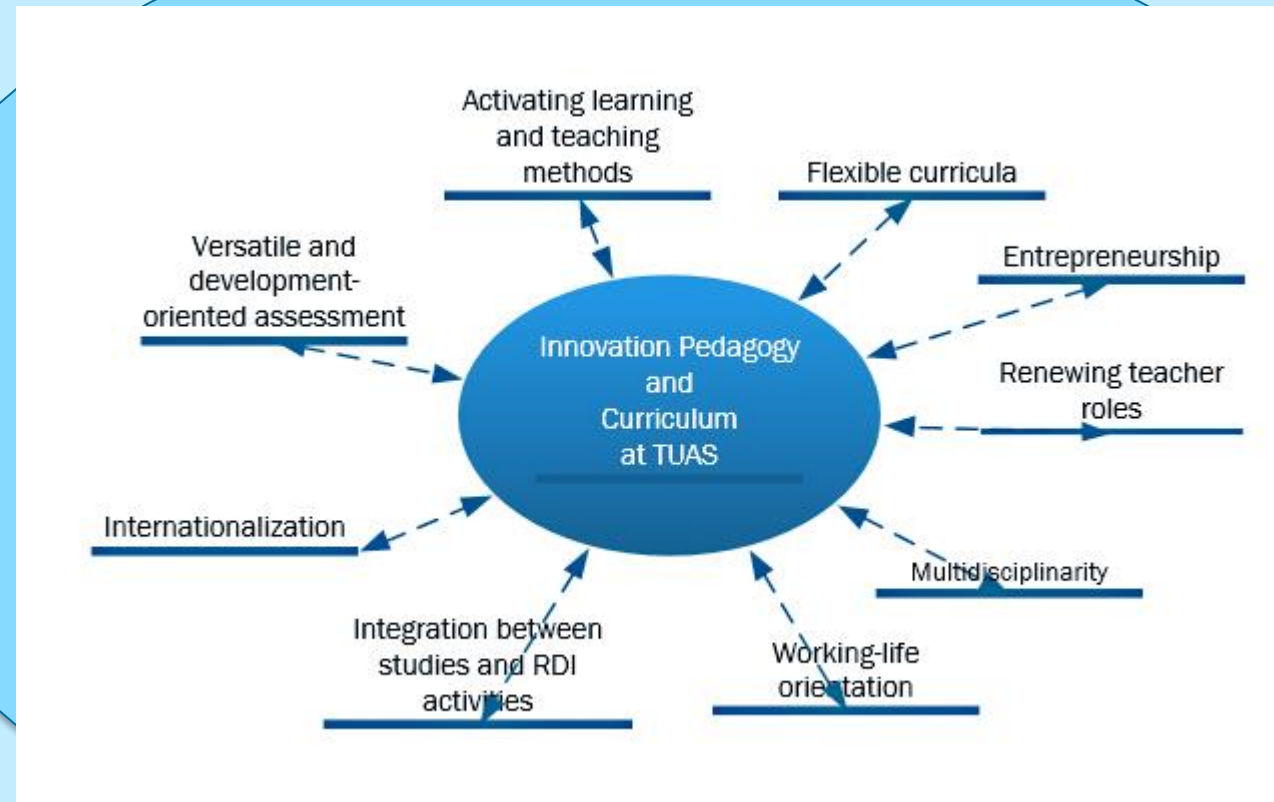 Activating learning
and teaching
methods
Flexible curricula
Entrepreneurship
Renewing teacher
roles
Multidisciplinarity
Working-life
orientation
Integration between
studies and RDI
activities
Internationalization
Versatile and
development-
oriented assessment
Innovation Pedagogy
and
Curriculum
at TUAS